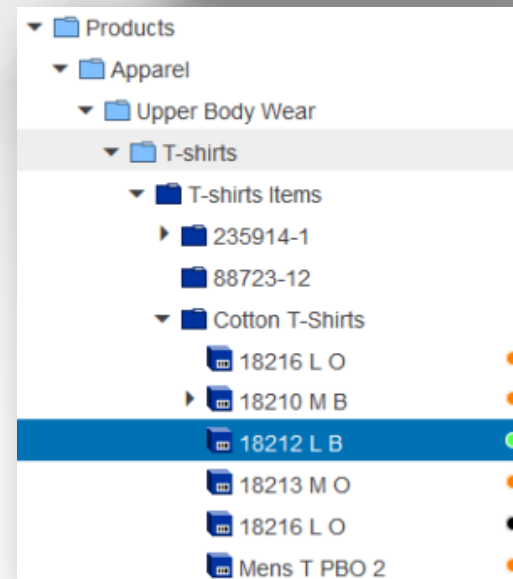 Products
Apparel
Upper Body Wear
T-shirts
T-shirts Items
235914-1
88723-12
Cotton T-Shirts
18216 L O
18210 M B
18212 L B
18213 M O
18216 L O
Mens T PBO 2